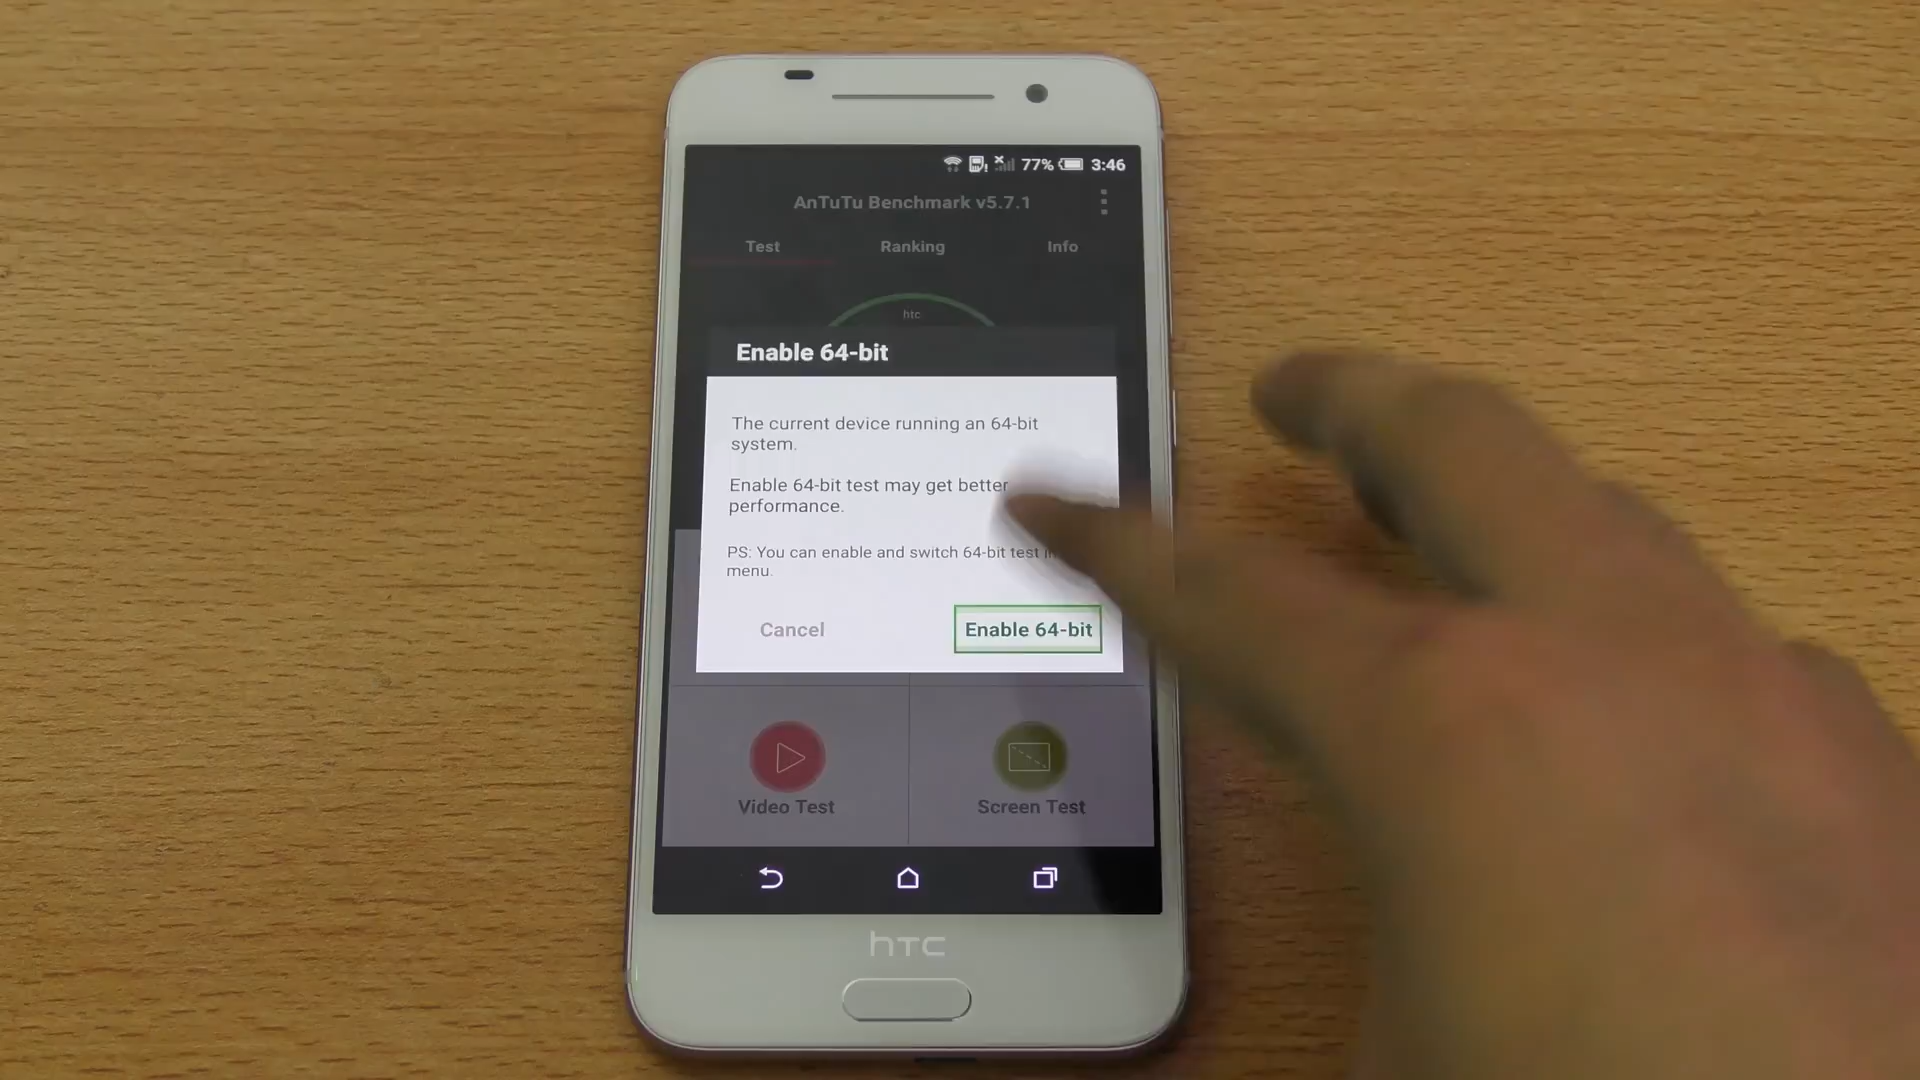 77% 3:46
AnTuTu Benchmark v5.7.1
Test Ranking Info
htc
Enable 64-bit
The current device running an 64-bit
system.
Enable 64-bit test may get better
performance.
PS: You can enable and switch 64-bit test in
menu.
Cancel Enable 64-bit
Video Test Screen Test
hTC